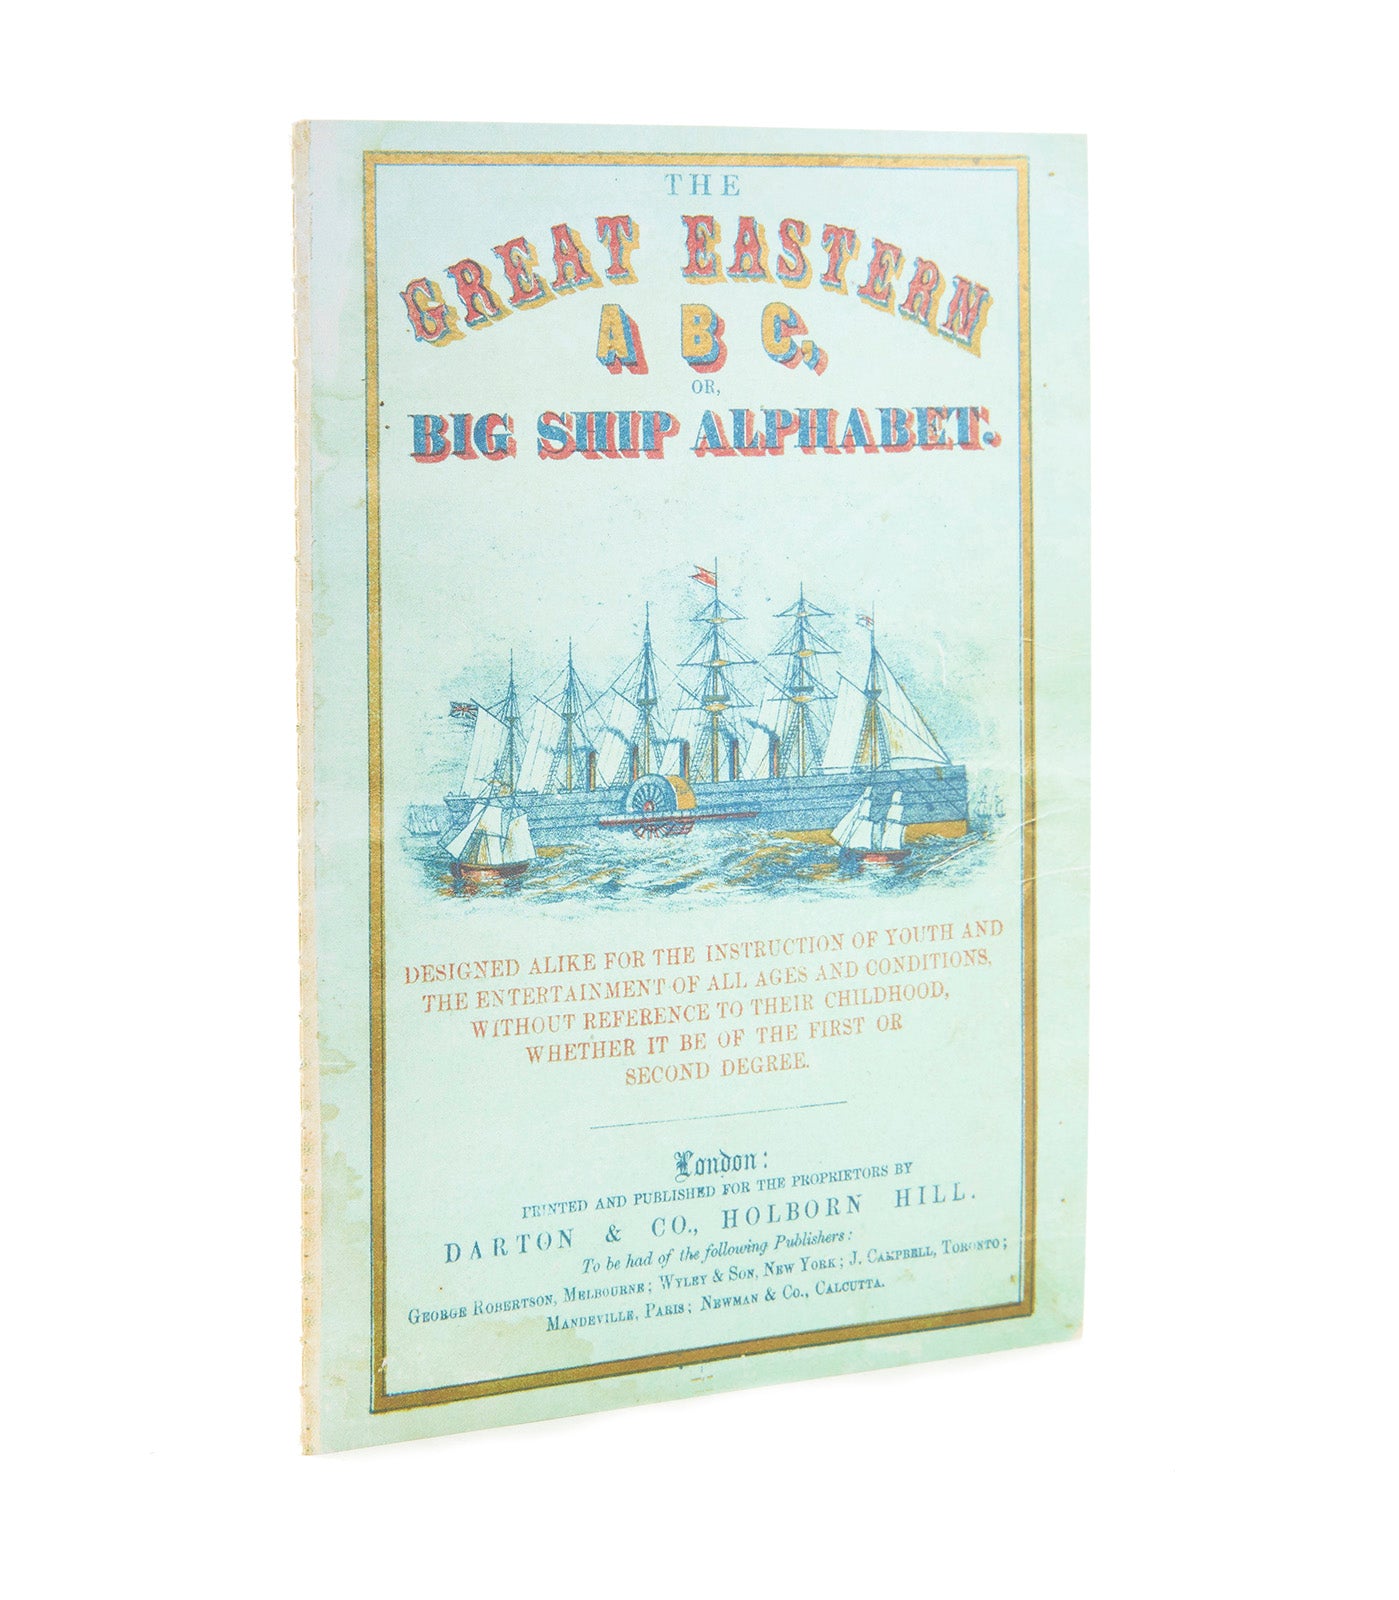 THE
GREAT EASTERN
A B C,
OR,
BIG SHIP ALPHABET.
DESIGNED ALIKE FOR THE INSTRUCTION OF YOUTH AND
THE ENTERTAINMENT OF ALL AGES AND CONDITIONS,
WITHOUT REFERENCE TO THEIR CHILDHOOD,
WHETHER IT BE OF THE FIRST OR
SECOND DEGREE.
London:
PRINTED AND PUBLISHED FOR THE PROPRIETORS BY
DARTON & CO., HOLBORN HILL.
To be had of the following Publishers:
GEORGE ROBERTSON, MELBOURNE; WYLEY & SON, NEW YORK; J. CAMPBELL, TORONTO;
MANDEVILLE, PARIS; NEWMAN & CO., CALCUTTA.